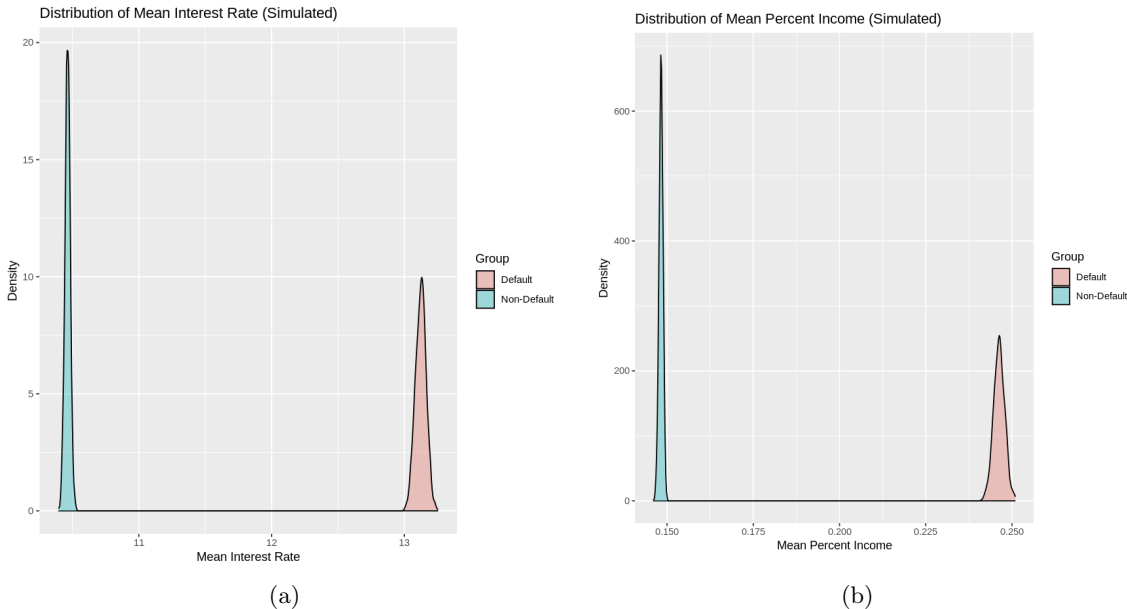 Distribution of Mean Interest Rate (Simulated)
20
15
10
5
0
Density
11
12
13
Mean Interest Rate
Group
Default
Non-Default
(a)
Distribution of Mean Percent Income (Simulated)
600
400
200
0
Density
0.150
0.175
0.200
0.225
0.250
Mean Percent Income
Group
Default
Non-Default
(b)